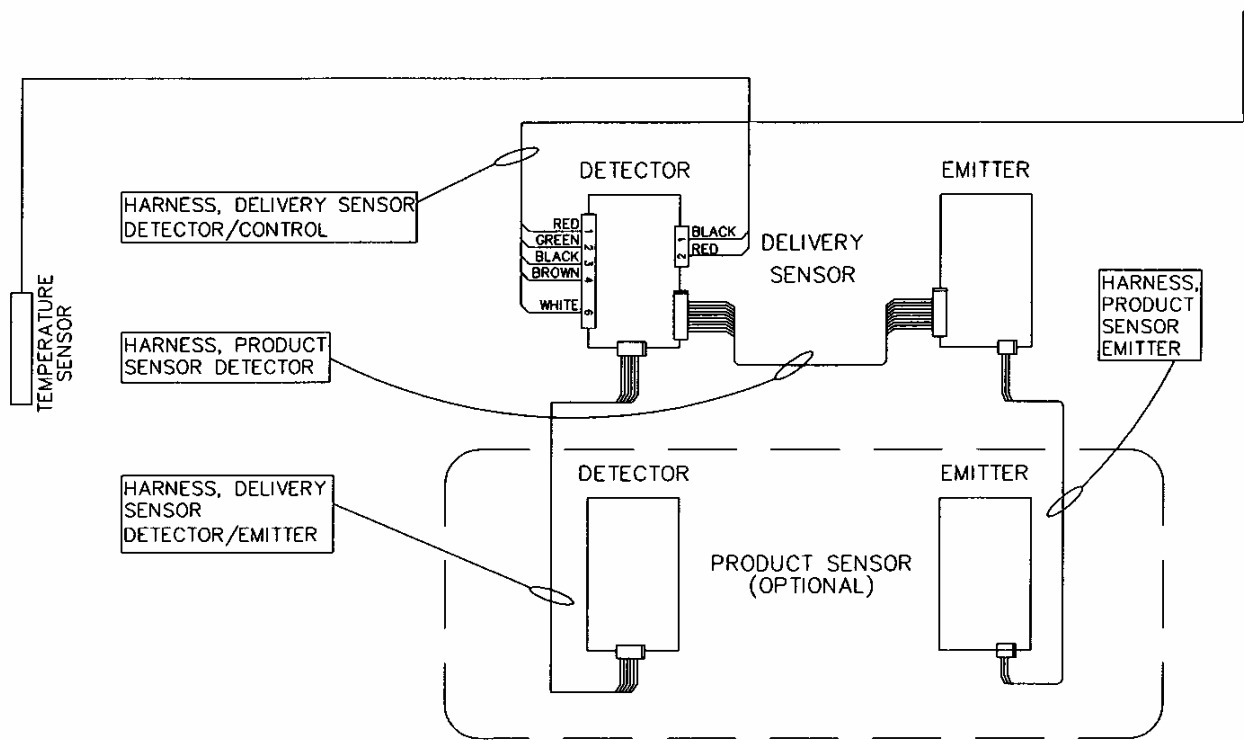 DETECTOR
EMITTER
HARNESS, DELIVERY SENSOR
DETECTOR/CONTROL
RED
1
GREEN
2
BLACK
3
BROWN
4
WHITE
6
1
BLACK
2
RED
DELIVERY
SENSOR
HARNESS,
PRODUCT
SENSOR
EMITTER
TEMPERATURE
SENSOR
HARNESS, PRODUCT
SENSOR DETECTOR
HARNESS, DELIVERY
SENSOR
DETECTOR/EMITTER
DETECTOR
EMITTER
PRODUCT SENSOR
(OPTIONAL)